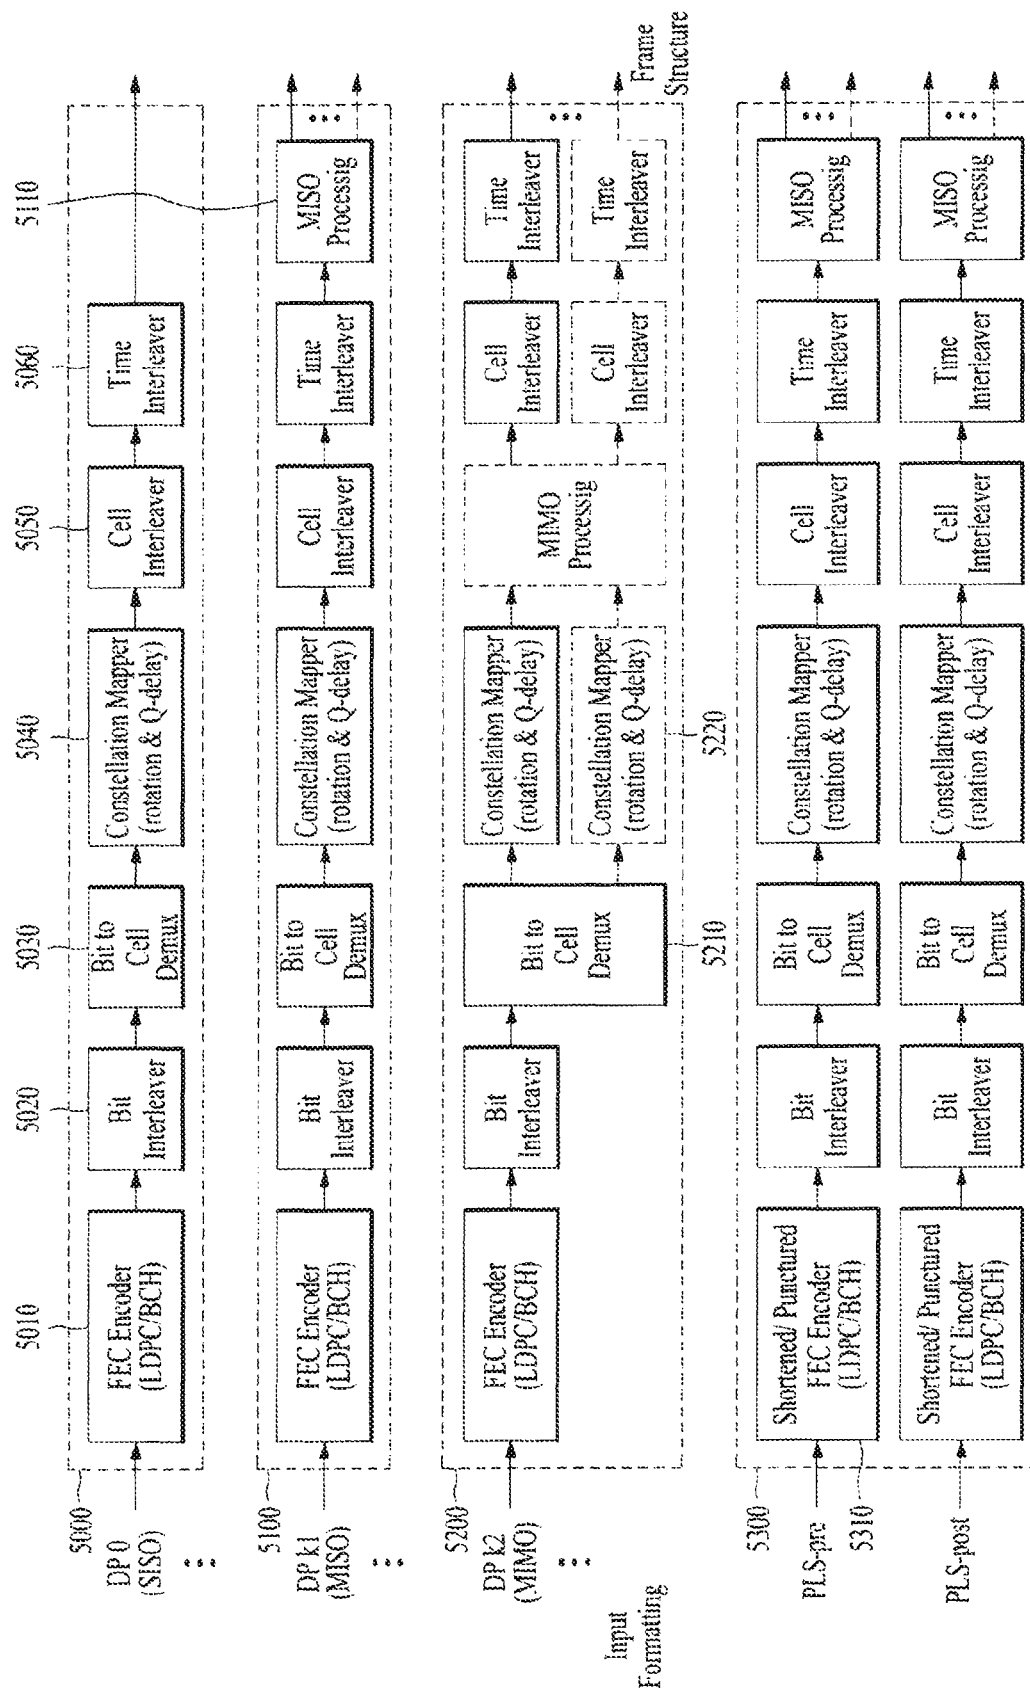 5010
5020
5030
5040
5050
5060
5110
5000
DP 0
(SISO)
FEC Encoder
(LDPC/BCH)
Bit
Interleaver
Bit to
Cell
Demux
Constellation Mapper
(rotation & Q-delay)
Cell
Interleaver
Time
Interleaver
5100
DP k1
(MISO)
FEC Encoder
(LDPC/BCH)
Bit
Interleaver
Bit to
Cell
Demux
Constellation Mapper
(rotation & Q-delay)
Cell
Interleaver
Time
Interleaver
MISO
Processig
5200
DP k2
(MIMO)
FEC Encoder
(LDPC/BCH)
Bit
Interleaver
Bit to
Cell
Demux
Constellation Mapper
(rotation & Q-delay)
Constellation Mapper
(rotation & Q-delay)
MIMO
Processig
Cell
Interleaver
Cell
Interleaver
Time
Interleaver
Time
Interleaver
5210
5220
Input
Formatting
Frame
Structure
5300
PLS-pre
5310
Shortened/ Punctured
FEC Encoder
(LDPC/BCH)
Bit
Interleaver
Bit to
Cell
Demux
Constellation Mapper
(rotation & Q-delay)
Cell
Interleaver
Time
Interleaver
MISO
Processig
PLS-post
Shortened/ Punctured
FEC Encoder
(LDPC/BCH)
Bit
Interleaver
Bit to
Cell
Demux
Constellation Mapper
(rotation & Q-delay)
Cell
Interleaver
Time
Interleaver
MISO
Processig